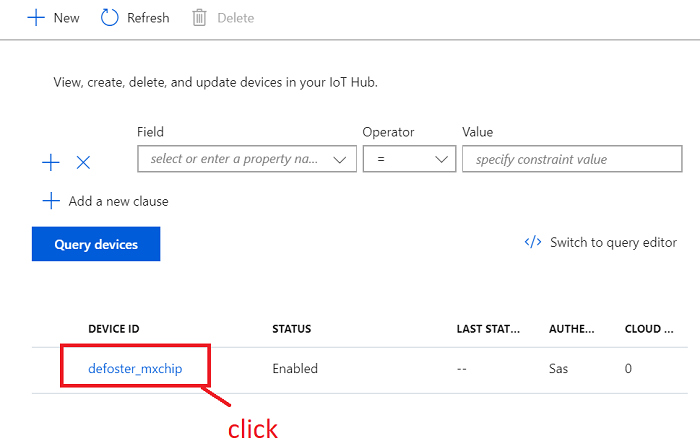 New Refresh Delete
View, create, delete, and update devices in your IoT Hub.
Field Operator Value
select or enter a property na... = specify constraint value
Add a new clause
Query devices </> Switch to query editor
DEVICE ID STATUS LAST STAT... AUTHE... CLOUD ...
defoster_mxchip Enabled -- Sas 0
click